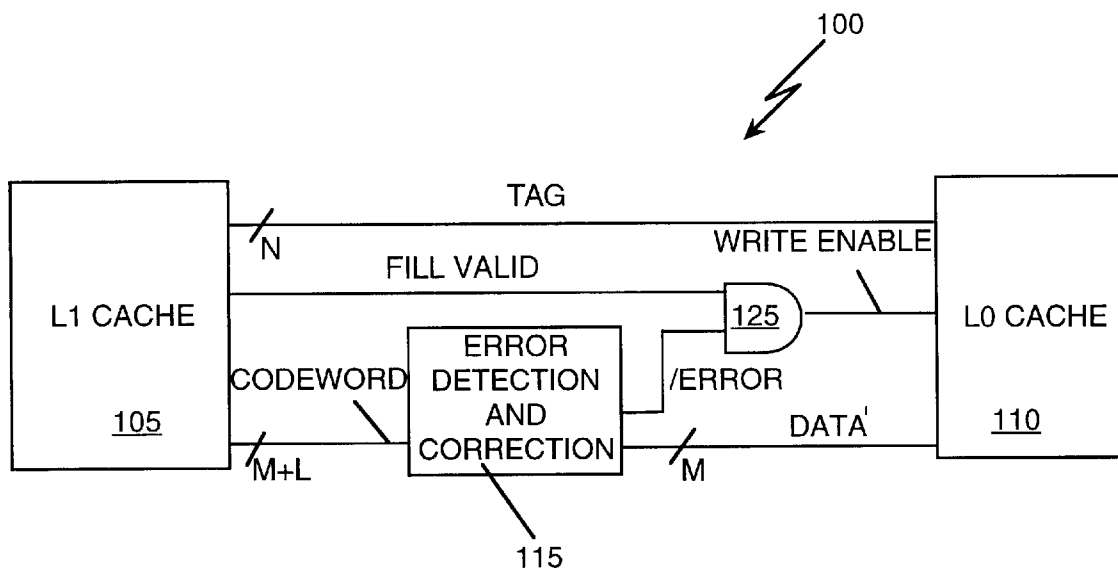 100
TAG
N
WRITE ENABLE
FILL VALID
125
L1 CACHE
L0 CACHE
ERROR
DETECTION
AND
CORRECTION
CODEWORD
/ERROR
105
110
DATA'
M+L
M
115